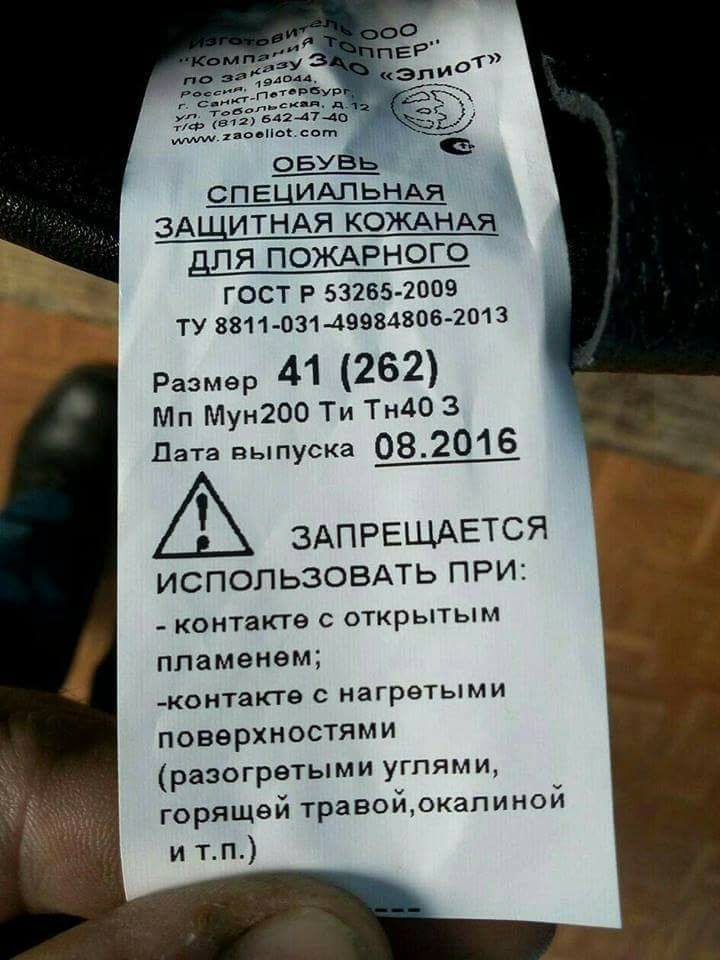 Изготовитель ООО
"Компания ТОППЕР"
по заказу ЗАО «Элиот»
Россия, 194044,
г. Санкт-Петербург,
ул. Тобольская, д.12
т/ф (812) 642-47-40
www.zaoeliot.com
ОБУВЬ
СПЕЦИАЛЬНАЯ
ЗАЩИТНАЯ КОЖАНАЯ
ДЛЯ ПОЖАРНОГО
ГОСТ Р 53265-2009
ТУ 8811-031-49984806-2013
Размер 41 (262)
Мп Мун200 Ти Тн40 З
Дата выпуска 08.2016
ЗАПРЕЩАЕТСЯ
ИСПОЛЬЗОВАТЬ ПРИ:
- контакте с открытым
пламенем;
-контакте с нагретыми
поверхностями
(разогретыми углями,
горящей травой,окалиной
и т.п.)